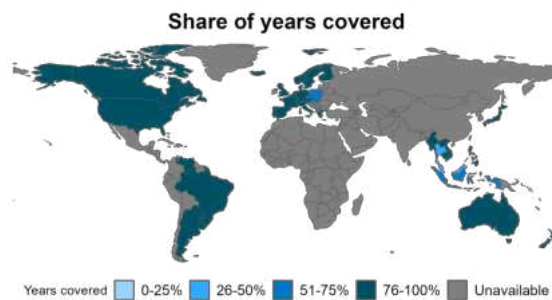 Share of years covered
Years covered 0-25% 26-50% 51-75% 76-100% Unavailable